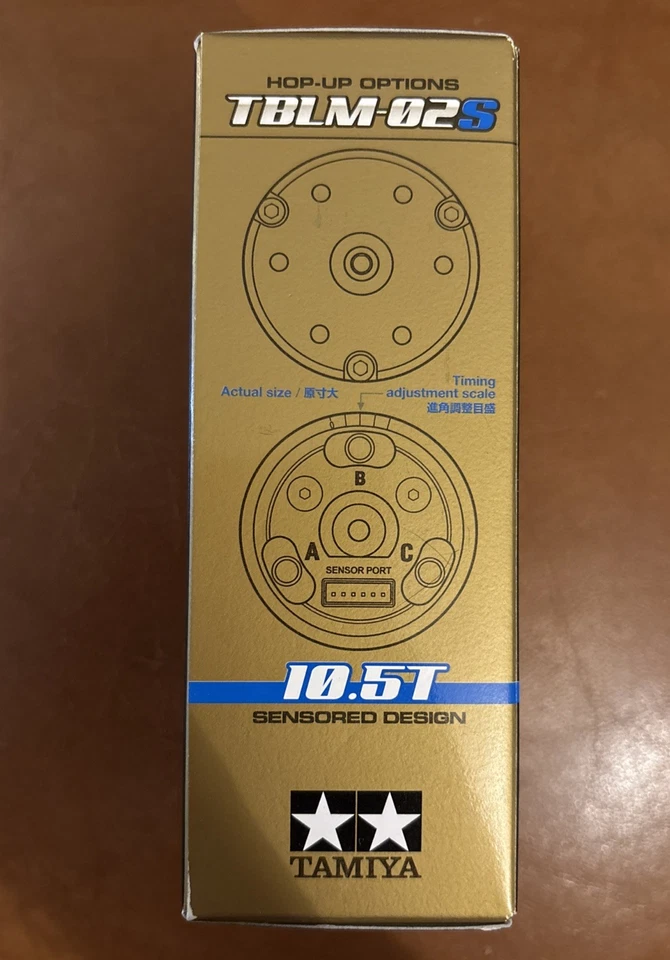 HOP-UP OPTIONS
TBLM-02S
Actual size / 原寸大
Timing
adjustment scale
進角調整目盛
B
A
C
SENSOR PORT
10.5T
SENSORED DESIGN
TAMIYA